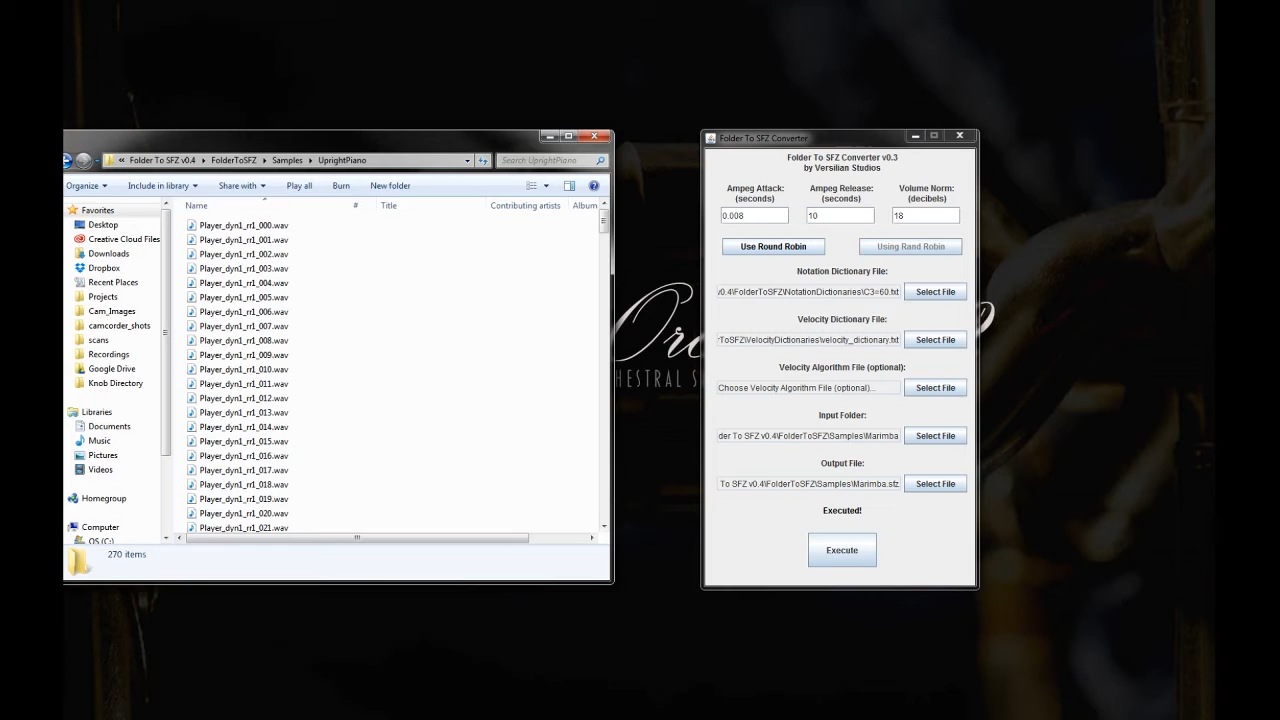 Folder To SFZ v0.4 FolderToSFZ Samples UprightPiano
Search UprightPiano
Organize Include in library Share with Play all Burn New folder
Favorites
Desktop
Creative Cloud Files
Downloads
Dropbox
Recent Places
Projects
Cam_Images
camcorder_shots
scans
Recordings
Google Drive
Knob Directory
Libraries
Documents
Music
Pictures
Videos
Homegroup
Computer
OS (C:)
Name # Title Contributing artists Album
Player_dyn1_rr1_000.wav
Player_dyn1_rr1_001.wav
Player_dyn1_rr1_002.wav
Player_dyn1_rr1_003.wav
Player_dyn1_rr1_004.wav
Player_dyn1_rr1_005.wav
Player_dyn1_rr1_006.wav
Player_dyn1_rr1_007.wav
Player_dyn1_rr1_008.wav
Player_dyn1_rr1_009.wav
Player_dyn1_rr1_010.wav
Player_dyn1_rr1_011.wav
Player_dyn1_rr1_012.wav
Player_dyn1_rr1_013.wav
Player_dyn1_rr1_014.wav
Player_dyn1_rr1_015.wav
Player_dyn1_rr1_016.wav
Player_dyn1_rr1_017.wav
Player_dyn1_rr1_018.wav
Player_dyn1_rr1_019.wav
Player_dyn1_rr1_020.wav
Player_dyn1_rr1_021.wav
270 items
Folder To SFZ Converter
Folder To SFZ Converter v0.3
by Versilian Studios
Ampeg Attack: Ampeg Release: Volume Norm:
(seconds) (seconds) (decibels)
0.008 10 18
Use Round Robin Using Rand Robin
Notation Dictionary File:
v0.4\FolderToSFZ\NotationDictionaries\C3=60.txt Select File
Velocity Dictionary File:
rToSFZ\VelocityDictionaries\velocity_dictionary.txt Select File
Velocity Algorithm File (optional):
Choose Velocity Algorithm File (optional)... Select File
Input Folder:
der To SFZ v0.4\FolderToSFZ\Samples\Marimba Select File
Output File:
To SFZ v0.4\FolderToSFZ\Samples\Marimba.sfz Select File
Executed!
Execute